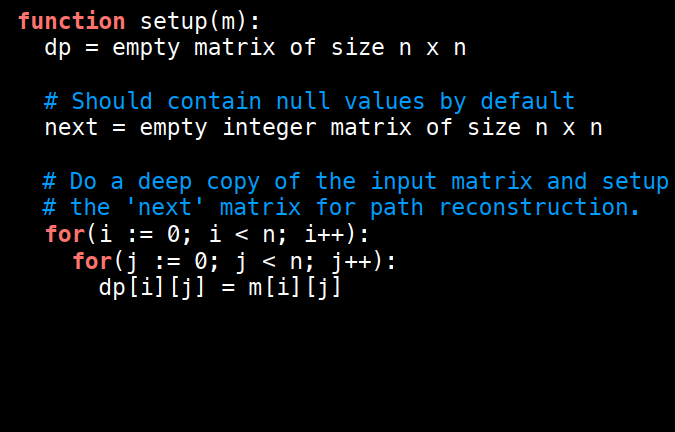 function setup(m):
  dp = empty matrix of size n x n

  # Should contain null values by default
  next = empty integer matrix of size n x n

  # Do a deep copy of the input matrix and setup
  # the 'next' matrix for path reconstruction.
  for(i := 0; i < n; i++):
    for(j := 0; j < n; j++):
      dp[i][j] = m[i][j]